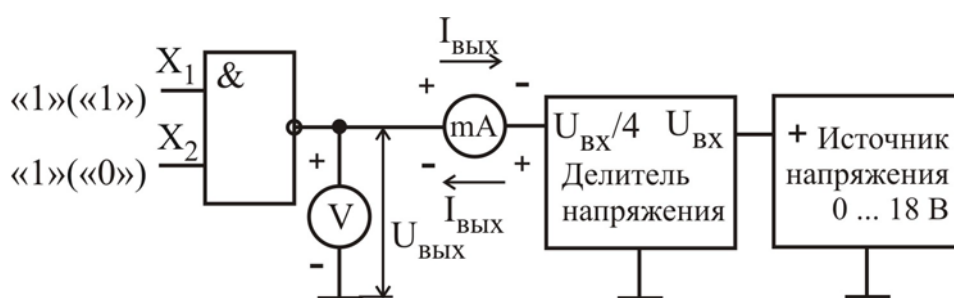 X₁
«1»(«1»)
X₂
«1»(«0»)
&
V
+
-
Uвых
Iвых
+
-
mA
-
+
Iвых
Uвх/4 Uвх
Делитель
напряжения
+ Источник
напряжения
0 ... 18 В